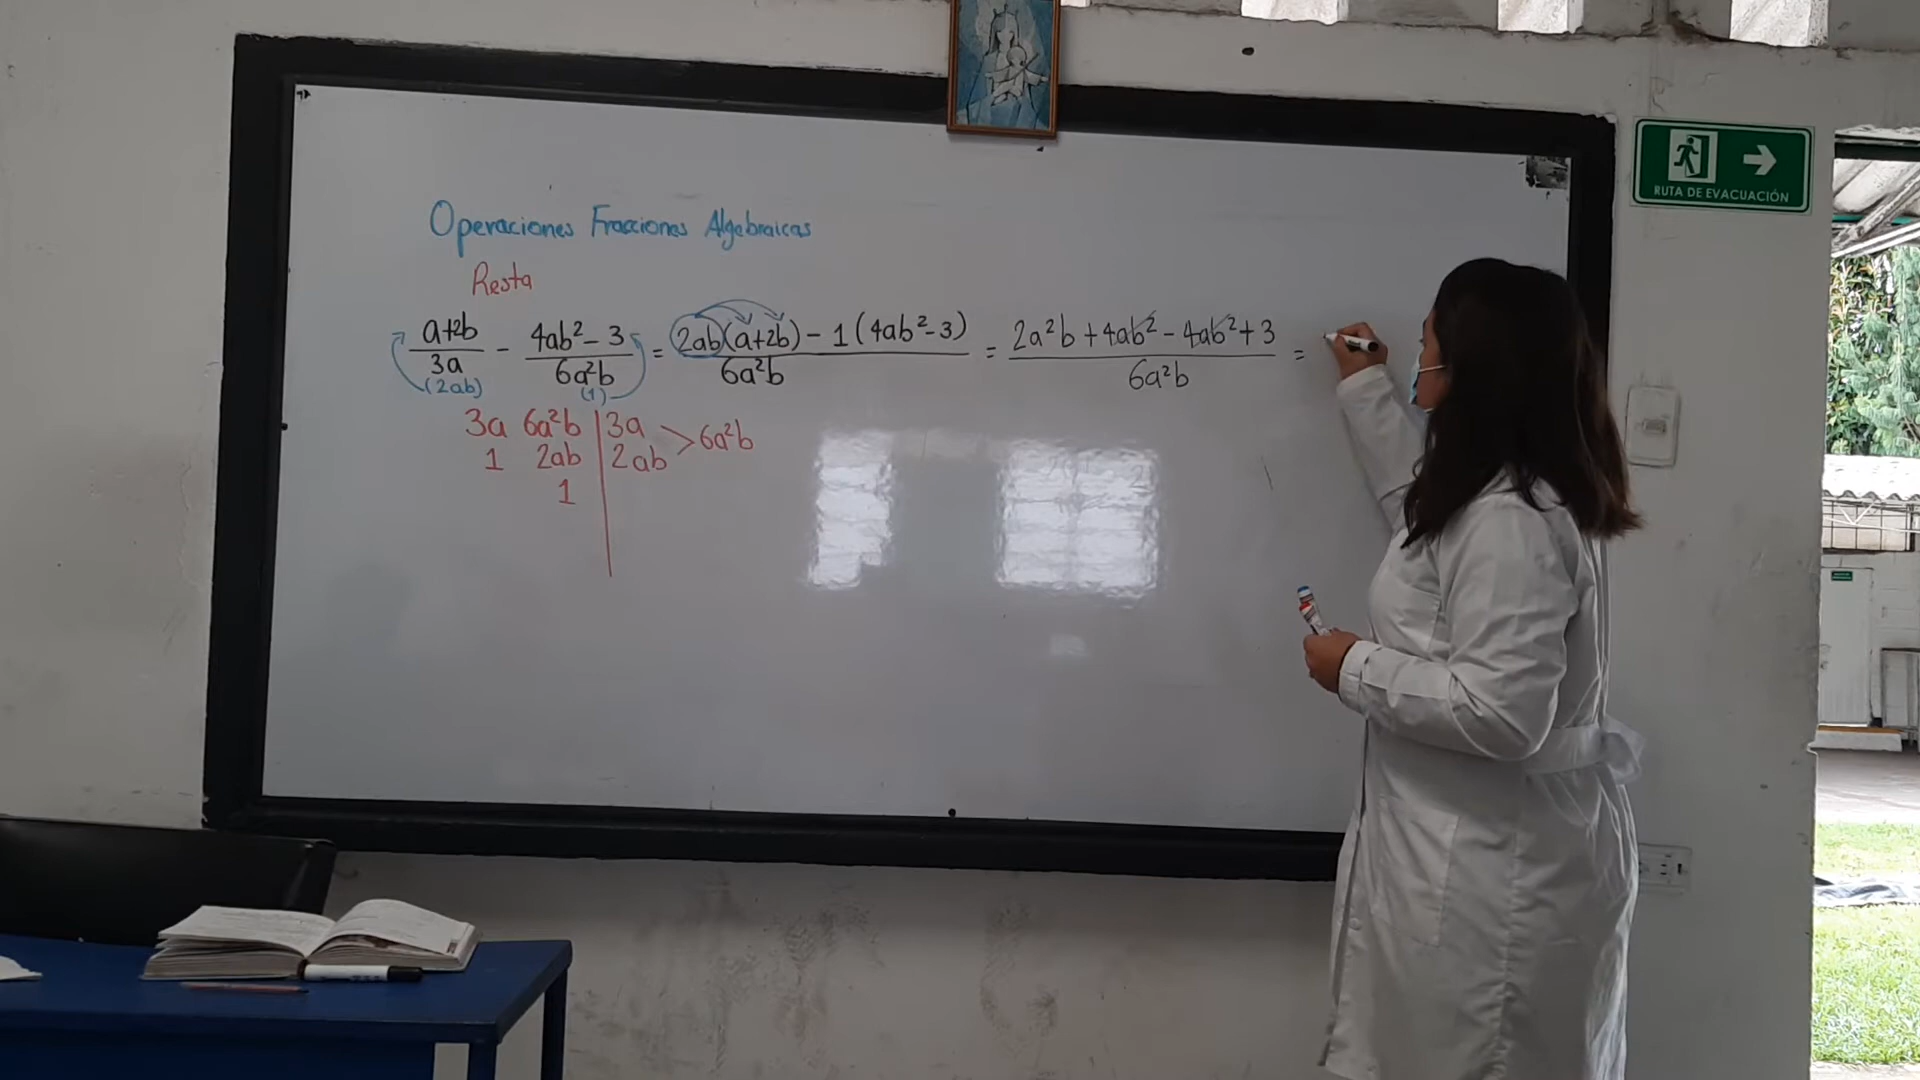 Operaciones Fracciones Algebraicas
Resta
a+2b / 3a − 4ab² − 3 / 6a²b = 2ab(a+2b) − 1(4ab² − 3) / 6a²b = 2a²b + 4ab² − 4ab² + 3 / 6a²b =
(2ab) (1)
3a 6a²b | 3a > 6a²b
1 2ab | 2ab
1
RUTA DE EVACUACIÓN